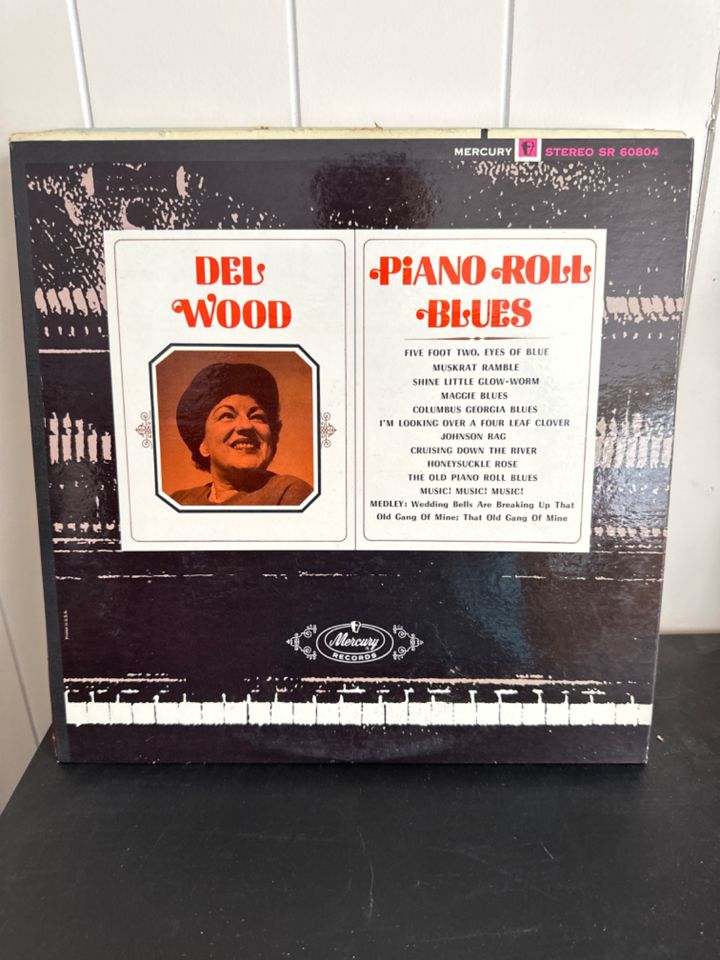 MERCURY STEREO SR 60804
DEL
WOOD
PiANO ROLL
BLUES
FIVE FOOT TWO, EYES OF BLUE
MUSKRAT RAMBLE
SHINE LITTLE GLOW-WORM
MAGGIE BLUES
COLUMBUS GEORGIA BLUES
I'M LOOKING OVER A FOUR LEAF CLOVER
JOHNSON RAG
CRUISING DOWN THE RIVER
HONEYSUCKLE ROSE
THE OLD PIANO ROLL BLUES
MUSIC! MUSIC! MUSIC!
MEDLEY: Wedding Bells Are Breaking Up That
Old Gang Of Mine; That Old Gang Of Mine
Printed in U.S.A.
Mercury
RECORDS